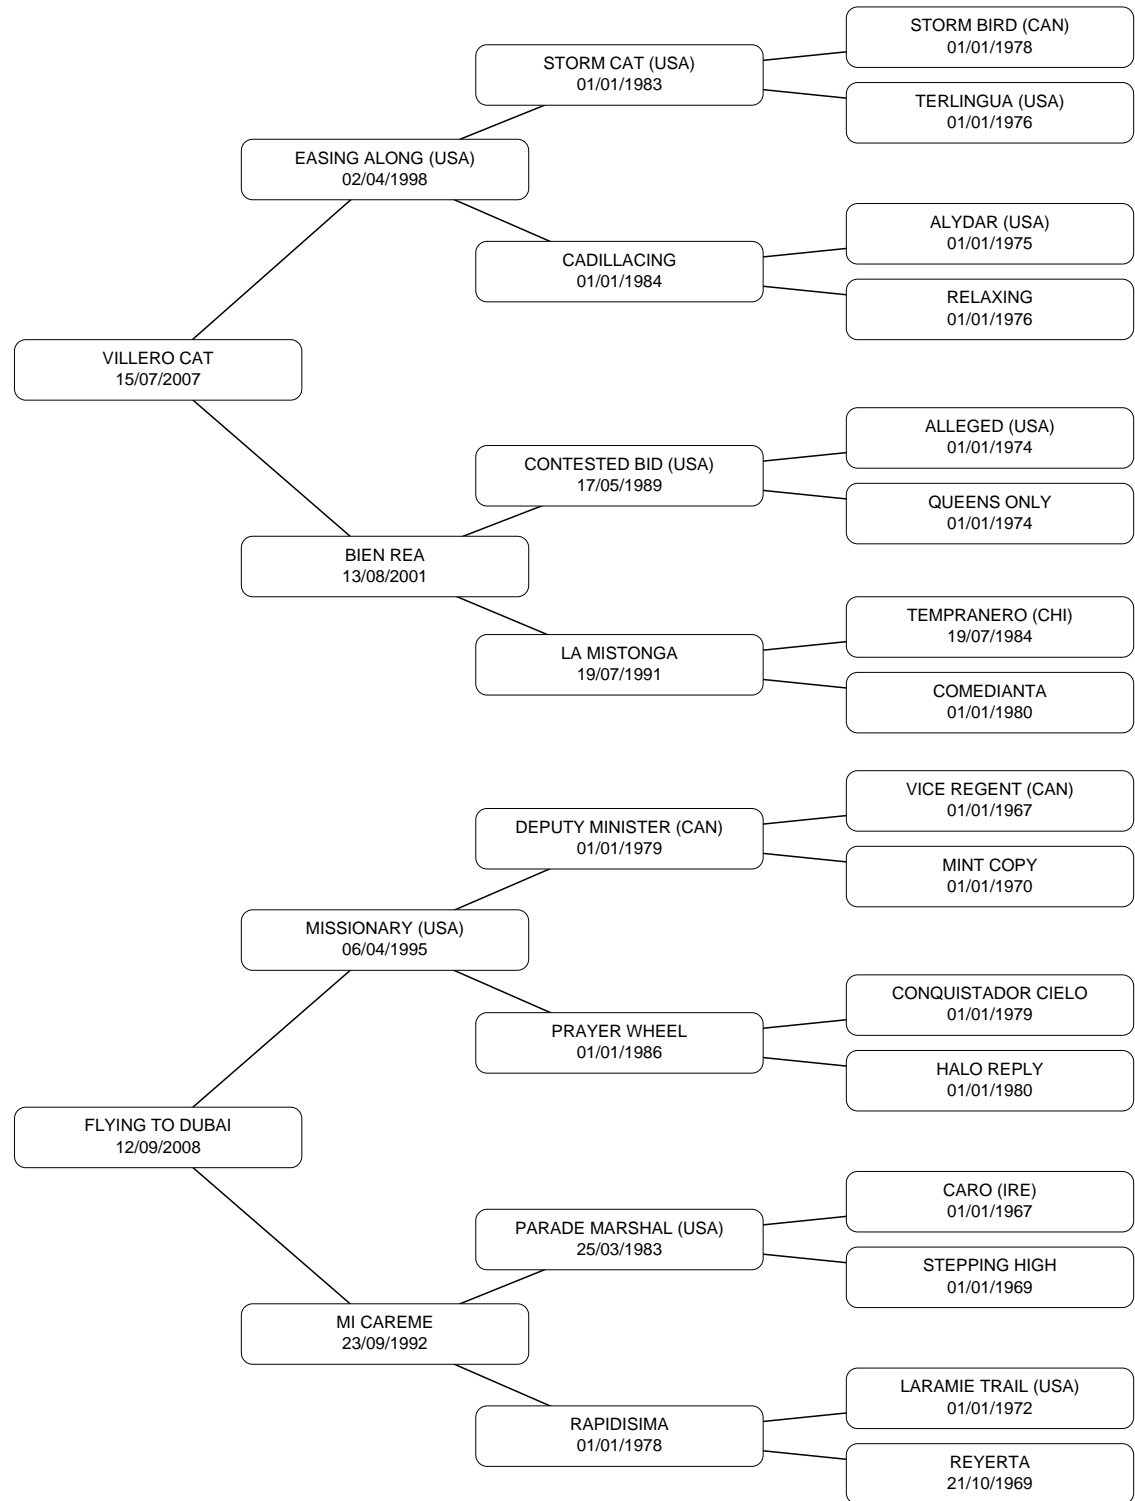 STORM BIRD (CAN)
01/01/1978
STORM CAT (USA)
01/01/1983
TERLINGUA (USA)
01/01/1976
EASING ALONG (USA)
02/04/1998
ALYDAR (USA)
01/01/1975
CADILLACING
01/01/1984
RELAXING
01/01/1976
VILLERO CAT
15/07/2007
ALLEGED (USA)
01/01/1974
CONTESTED BID (USA)
17/05/1989
QUEENS ONLY
01/01/1974
BIEN REA
13/08/2001
TEMPRANERO (CHI)
19/07/1984
LA MISTONGA
19/07/1991
COMEDIANTA
01/01/1980
VICE REGENT (CAN)
01/01/1967
DEPUTY MINISTER (CAN)
01/01/1979
MINT COPY
01/01/1970
MISSIONARY (USA)
06/04/1995
CONQUISTADOR CIELO
01/01/1979
PRAYER WHEEL
01/01/1986
HALO REPLY
01/01/1980
FLYING TO DUBAI
12/09/2008
CARO (IRE)
01/01/1967
PARADE MARSHAL (USA)
25/03/1983
STEPPING HIGH
01/01/1969
MI CAREME
23/09/1992
LARAMIE TRAIL (USA)
01/01/1972
RAPIDISIMA
01/01/1978
REYERTA
21/10/1969